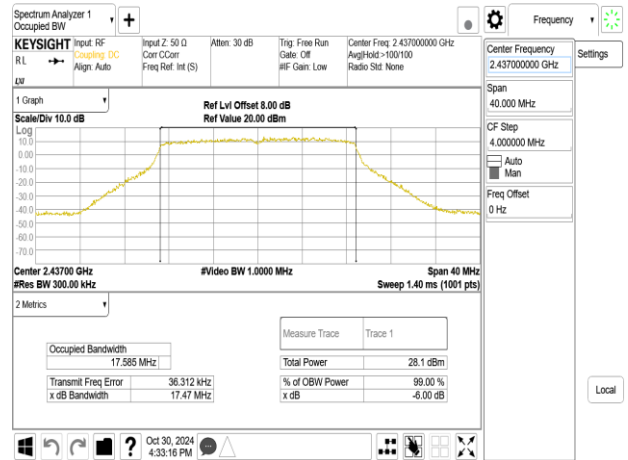 Spectrum Analyzer 1
Occupied BW
Frequency
KEYSIGHT
R L
LXI
Input: RF
Coupling: DC
Align: Auto
Input Z: 50 Ω
Corr CCorr
Freq Ref: Int (S)
Atten: 30 dB
Trig: Free Run
Gate: Off
#IF Gain: Low
Center Freq: 2.437000000 GHz
Avg|Hold:>100/100
Radio Std: None
Center Frequency
2.437000000 GHz
Settings
Span
40.000 MHz
CF Step
4.000000 MHz
Auto
Man
Freq Offset
0 Hz
Local
1 Graph
Scale/Div 10.0 dB
Ref Lvl Offset 8.00 dB
Ref Value 20.00 dBm
Log
10.0
0.00
-10.0
-20.0
-30.0
-40.0
-50.0
-60.0
-70.0
Center 2.43700 GHz
#Res BW 300.00 kHz
#Video BW 1.0000 MHz
Span 40 MHz
Sweep 1.40 ms (1001 pts)
2 Metrics
Measure Trace Trace 1
Occupied Bandwidth
17.585 MHz
Total Power 28.1 dBm
Transmit Freq Error 36.312 kHz
% of OBW Power 99.00 %
x dB Bandwidth 17.47 MHz
x dB -6.00 dB
?
Oct 30, 2024
4:33:16 PM